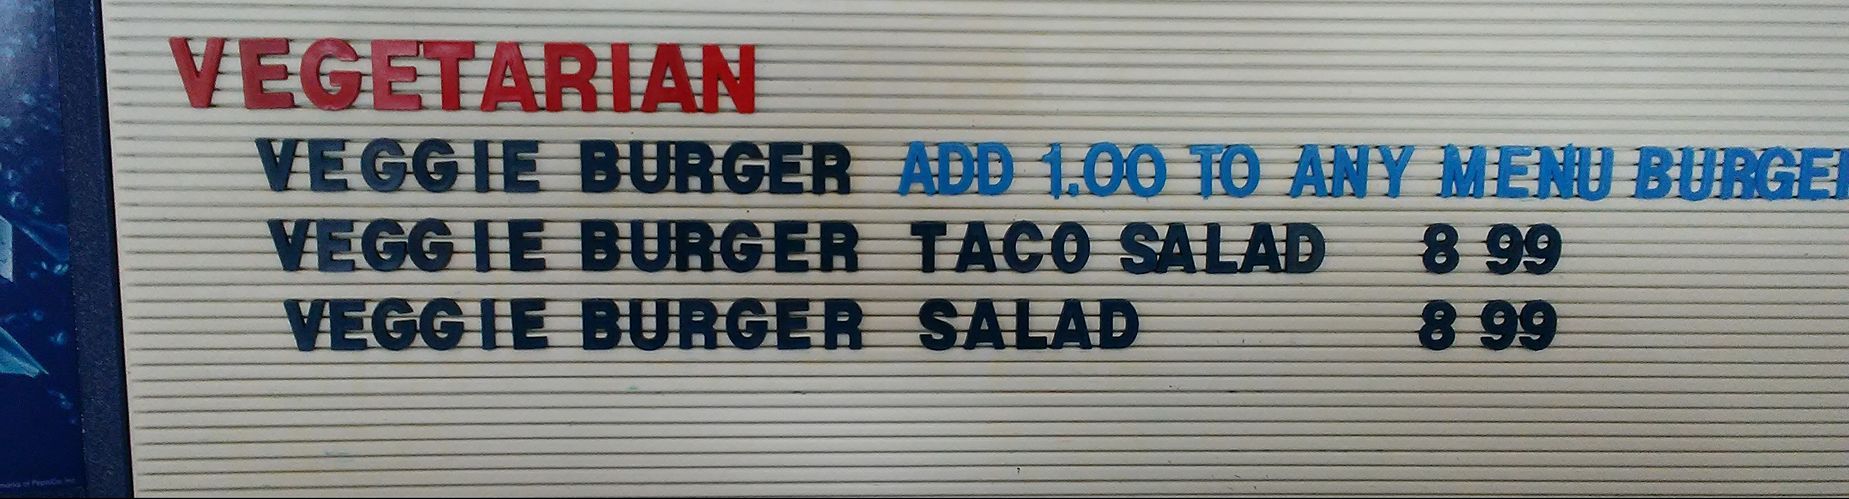 VEGETARIAN
VEGGIE BURGER ADD 1.00 TO ANY MENU BURGER
VEGGIE BURGER TACO SALAD 8 99
VEGGIE BURGER SALAD 8 99